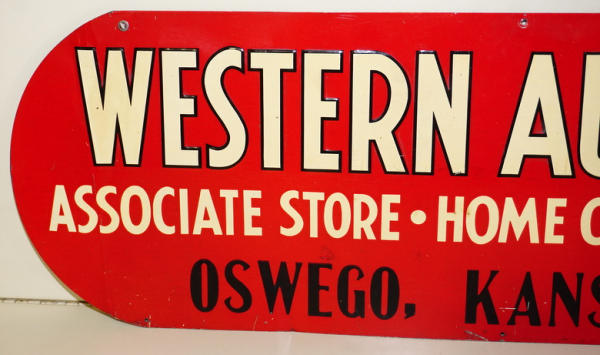 WESTERN AU
ASSOCIATE STORE • HOME
OSWEGO, KANS